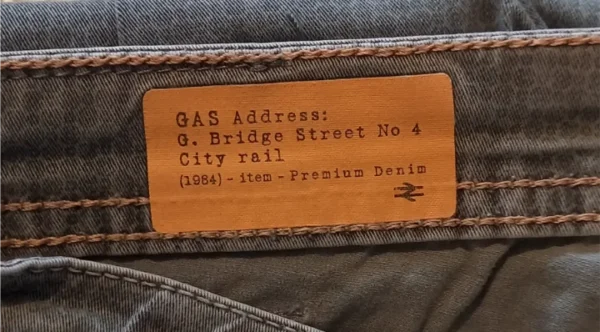 GAS Address:
G. Bridge Street No 4
City rail
(1984) - item - Premium Denim